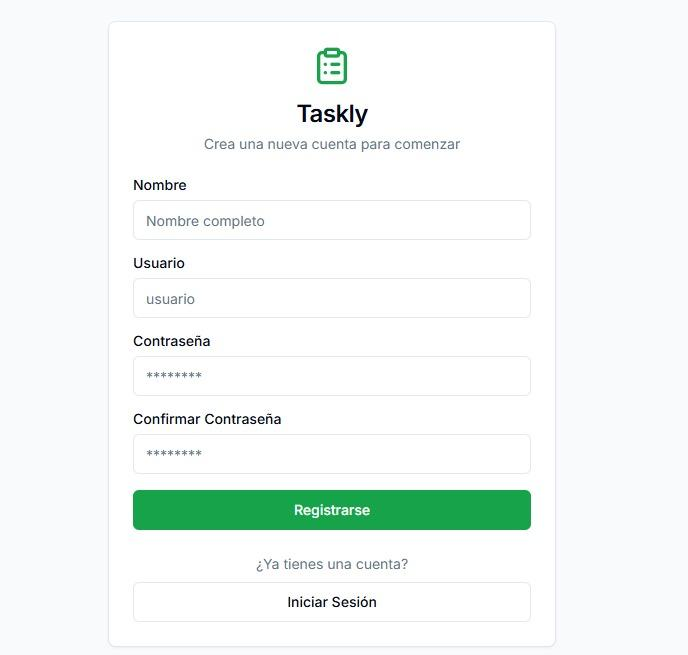 Taskly
Crea una nueva cuenta para comenzar
Nombre
Nombre completo
Usuario
usuario
Contraseña
********
Confirmar Contraseña
********
Registrarse
¿Ya tienes una cuenta?
Iniciar Sesión